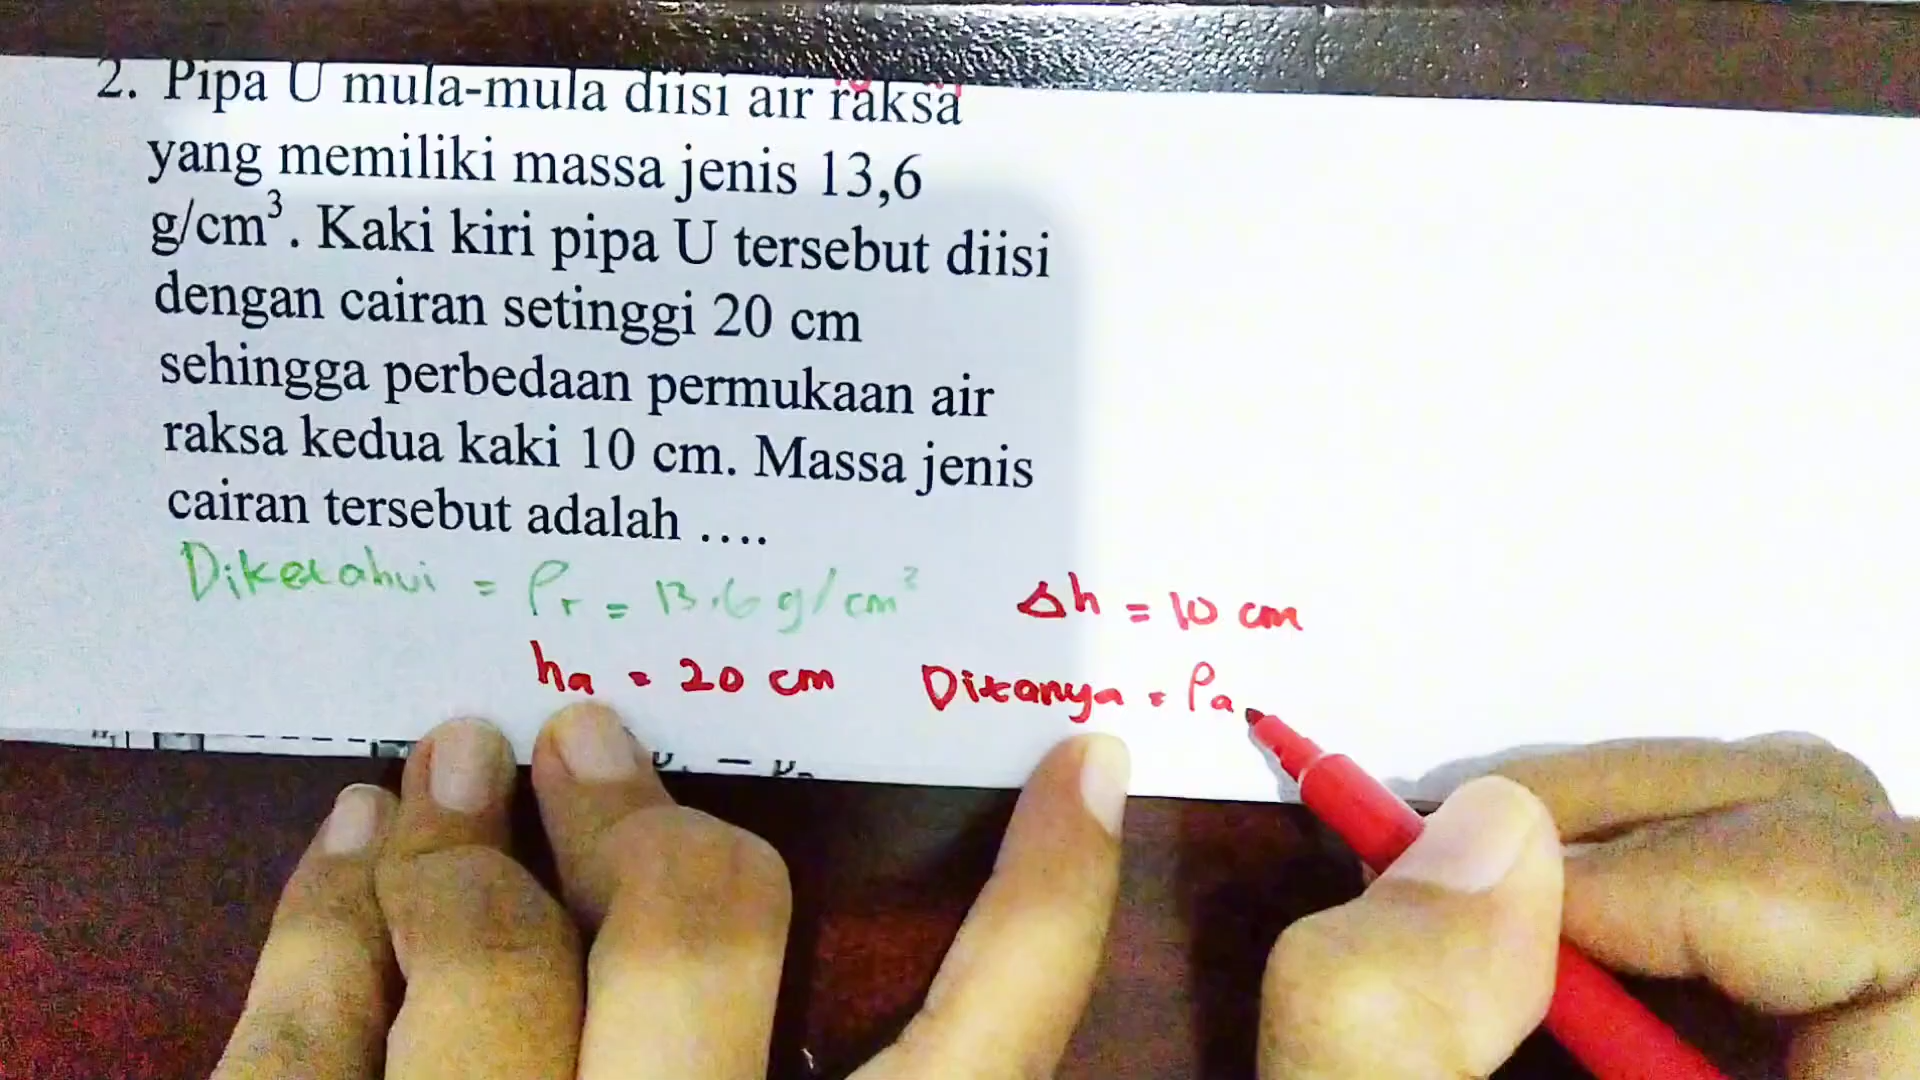 2. Pipa U mula-mula diisi air raksa
yang memiliki massa jenis 13,6
g/cm³. Kaki kiri pipa U tersebut diisi
dengan cairan setinggi 20 cm
sehingga perbedaan permukaan air
raksa kedua kaki 10 cm. Massa jenis
cairan tersebut adalah ....
Diketahui = ρr = 13.6 g/cm³ Δh = 10 cm
ha = 20 cm Ditanya = ρa